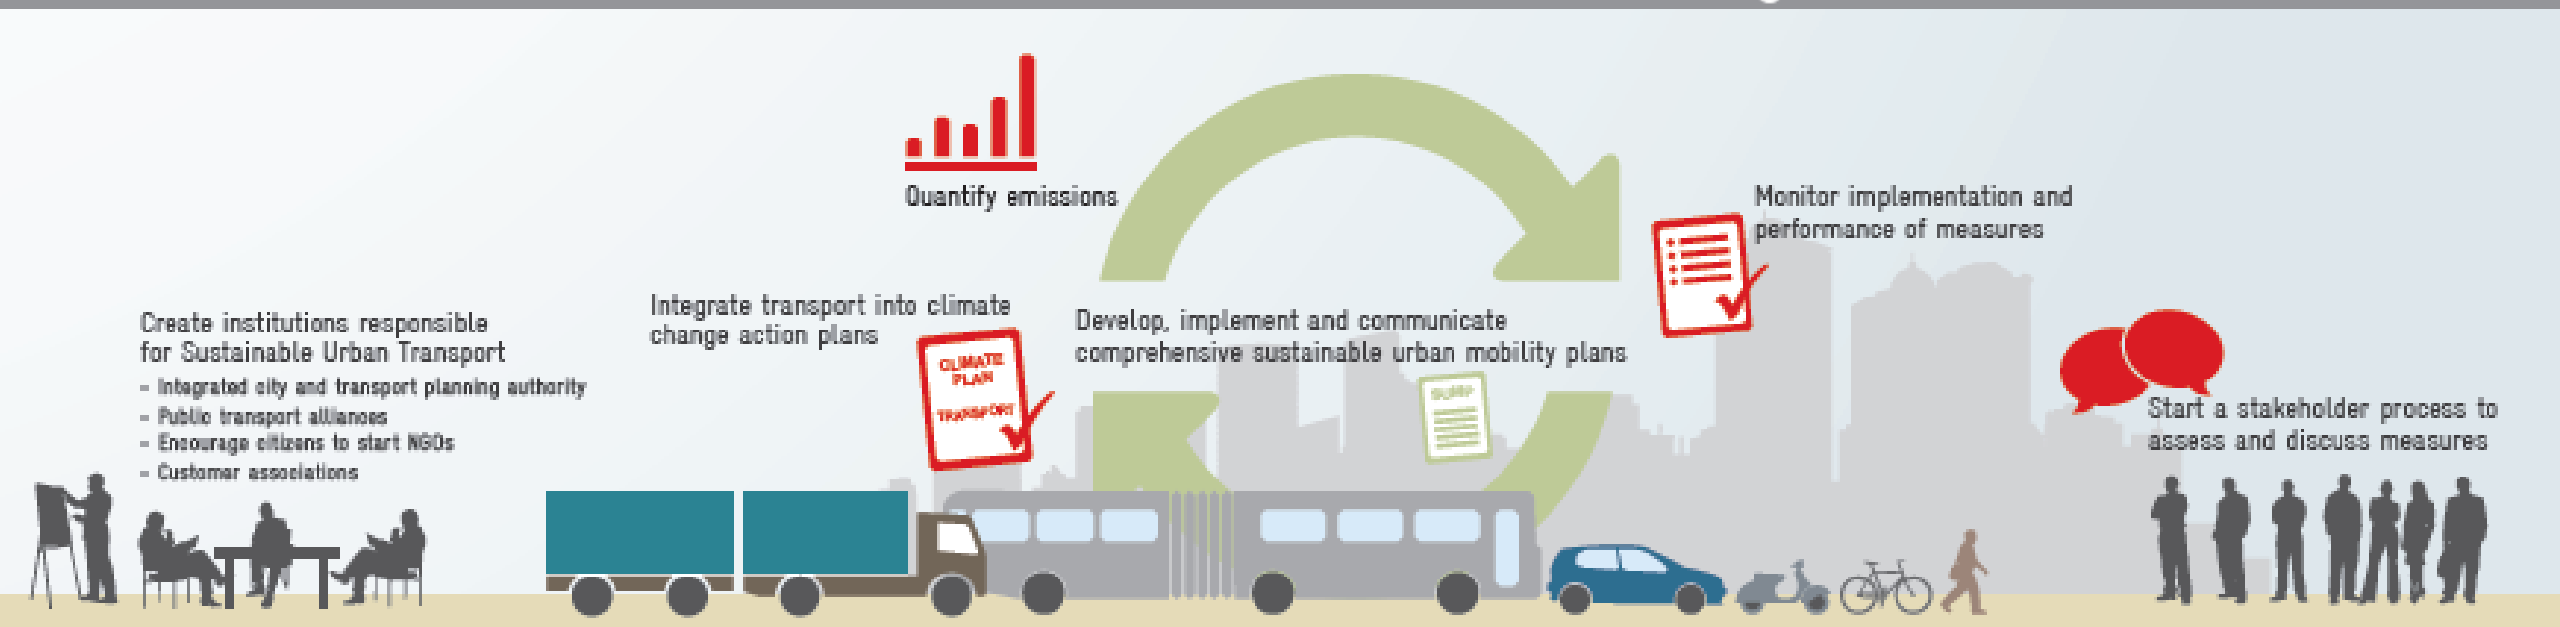 Quantify emissions
Monitor implementation and
performance of measures
Integrate transport into climate
change action plans
CLIMATE
PLAN
TRANSPORT
Develop, implement and communicate
comprehensive sustainable urban mobility plans
Create institutions responsible
for Sustainable Urban Transport
- Integrated city and transport planning authority
- Public transport alliances
- Encourage citizens to start NGOs
- Customer associations
Start a stakeholder process to
assess and discuss measures